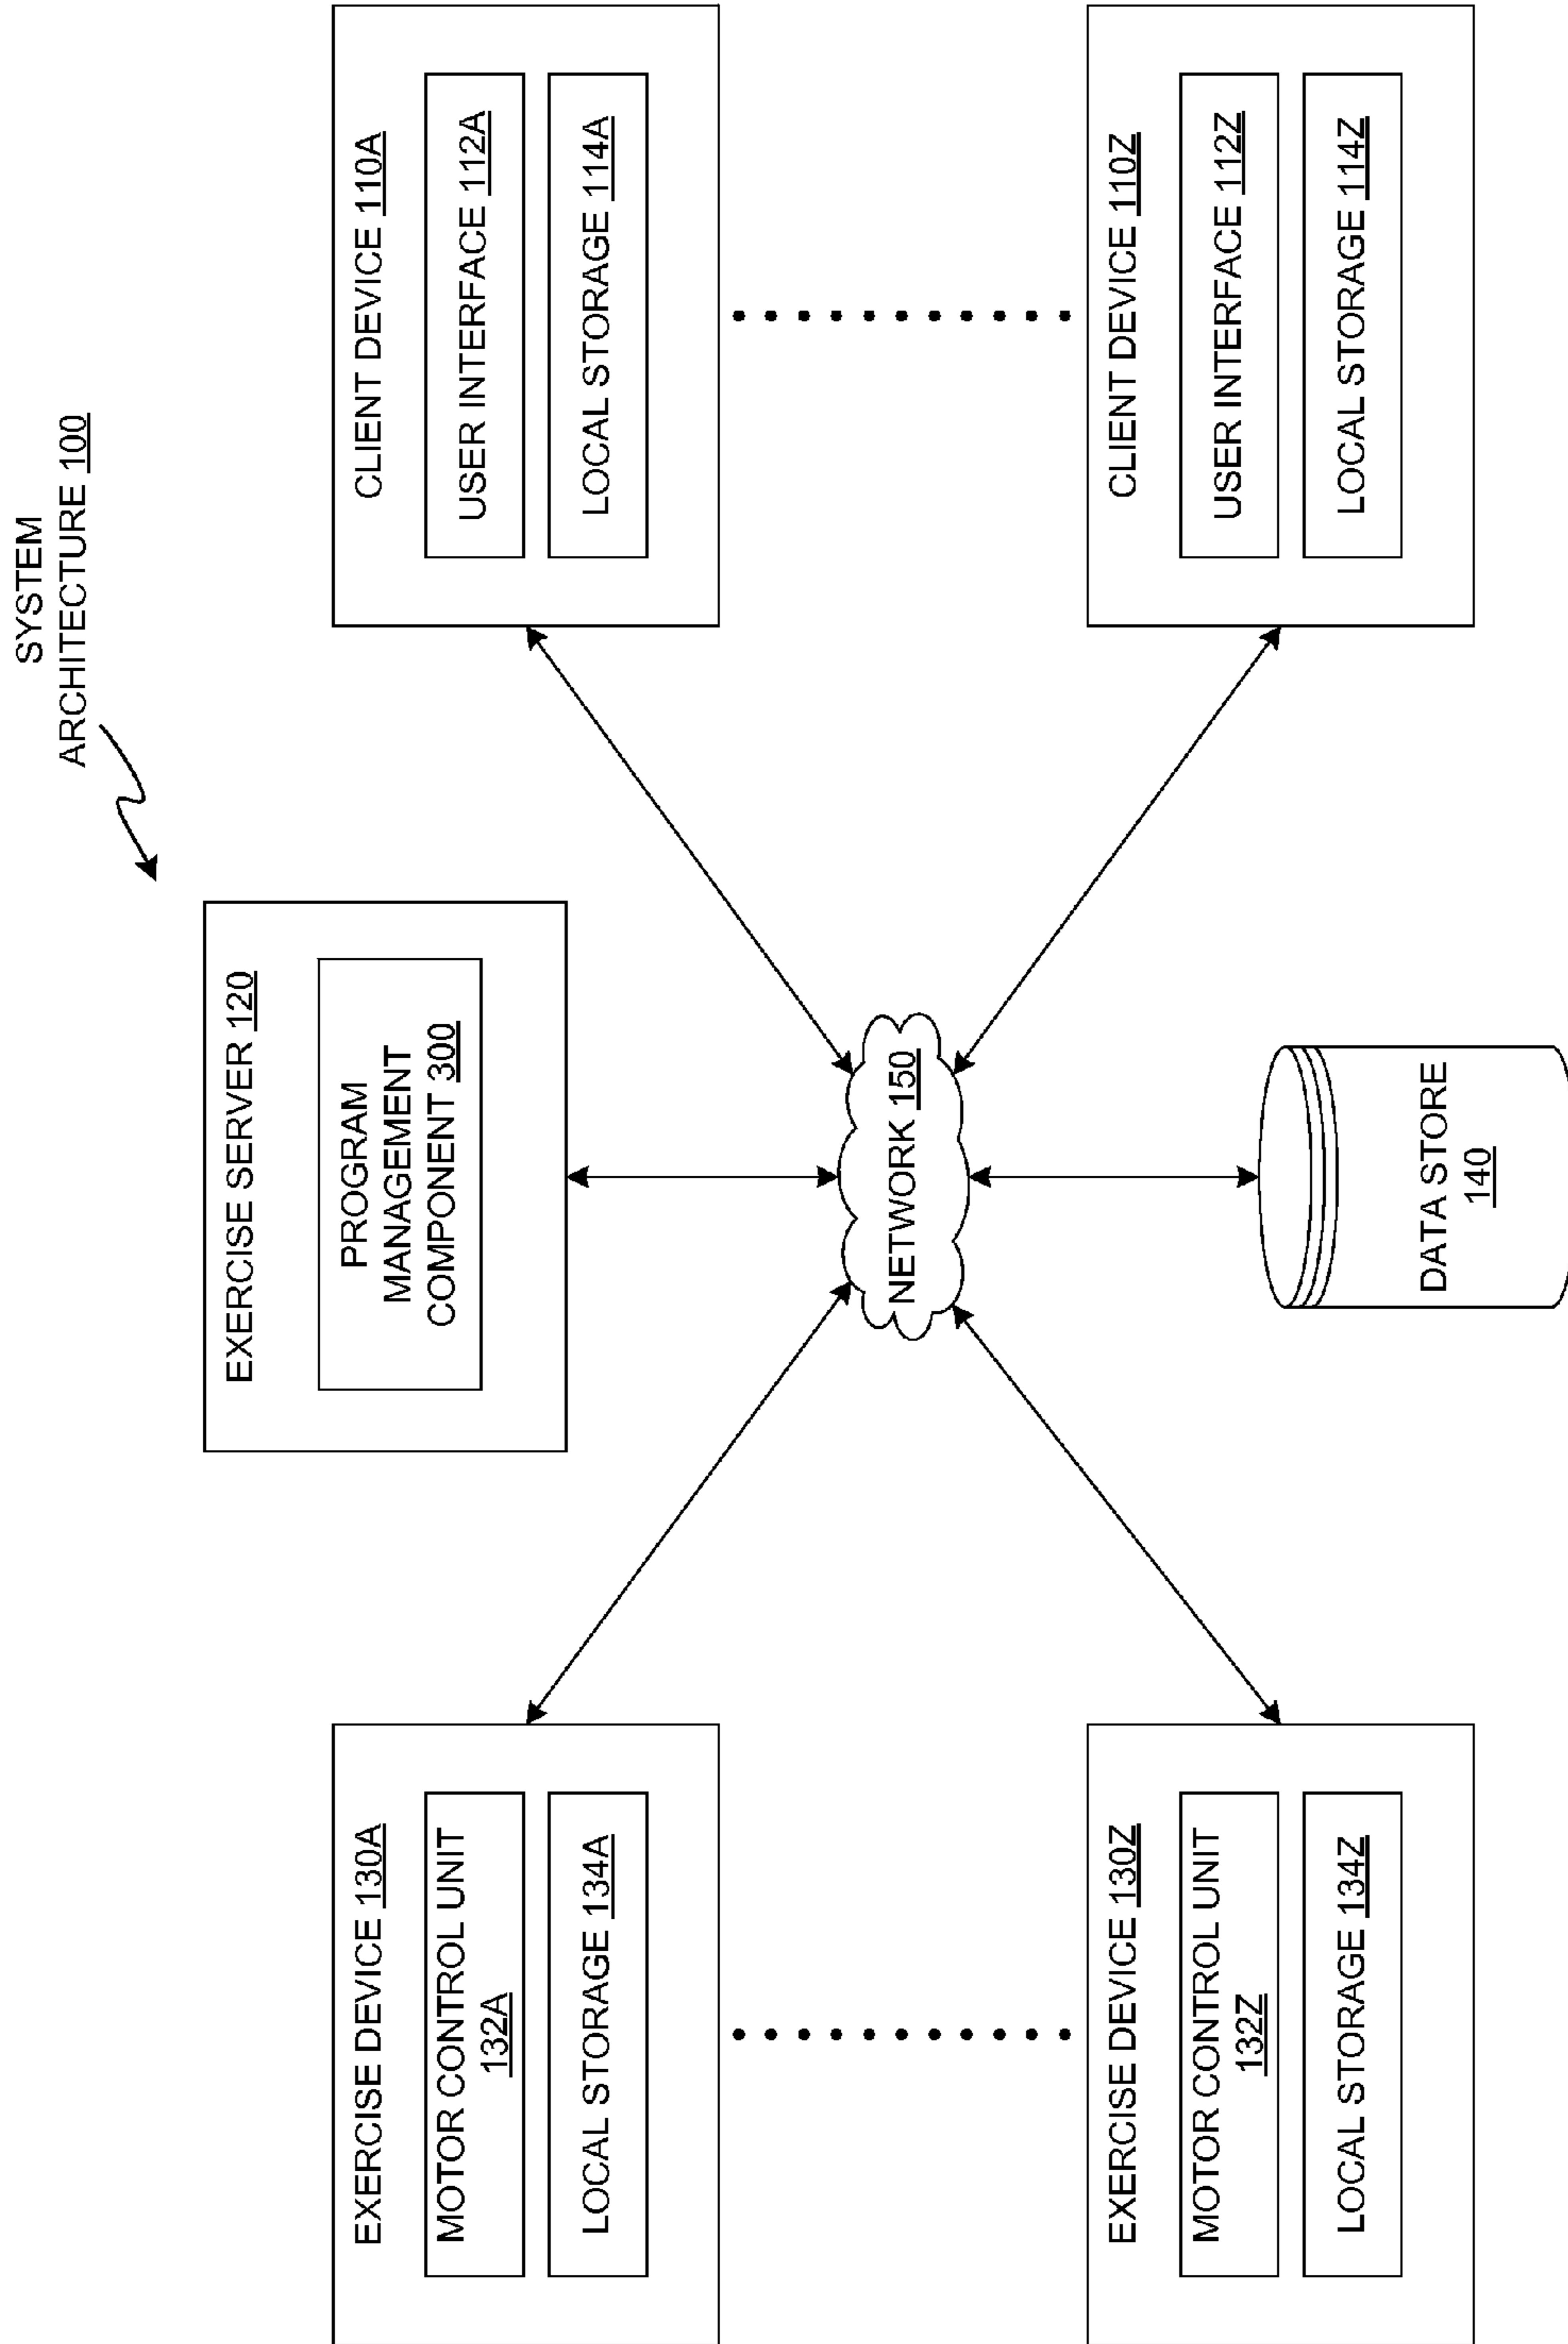 SYSTEM
ARCHITECTURE 100
EXERCISE SERVER 120
PROGRAM
MANAGEMENT
COMPONENT 300
EXERCISE DEVICE 130A
MOTOR CONTROL UNIT
132A
LOCAL STORAGE 134A
CLIENT DEVICE 110A
USER INTERFACE 112A
LOCAL STORAGE 114A
NETWORK 150
EXERCISE DEVICE 130Z
MOTOR CONTROL UNIT
132Z
LOCAL STORAGE 134Z
DATA STORE
140
CLIENT DEVICE 110Z
USER INTERFACE 112Z
LOCAL STORAGE 114Z